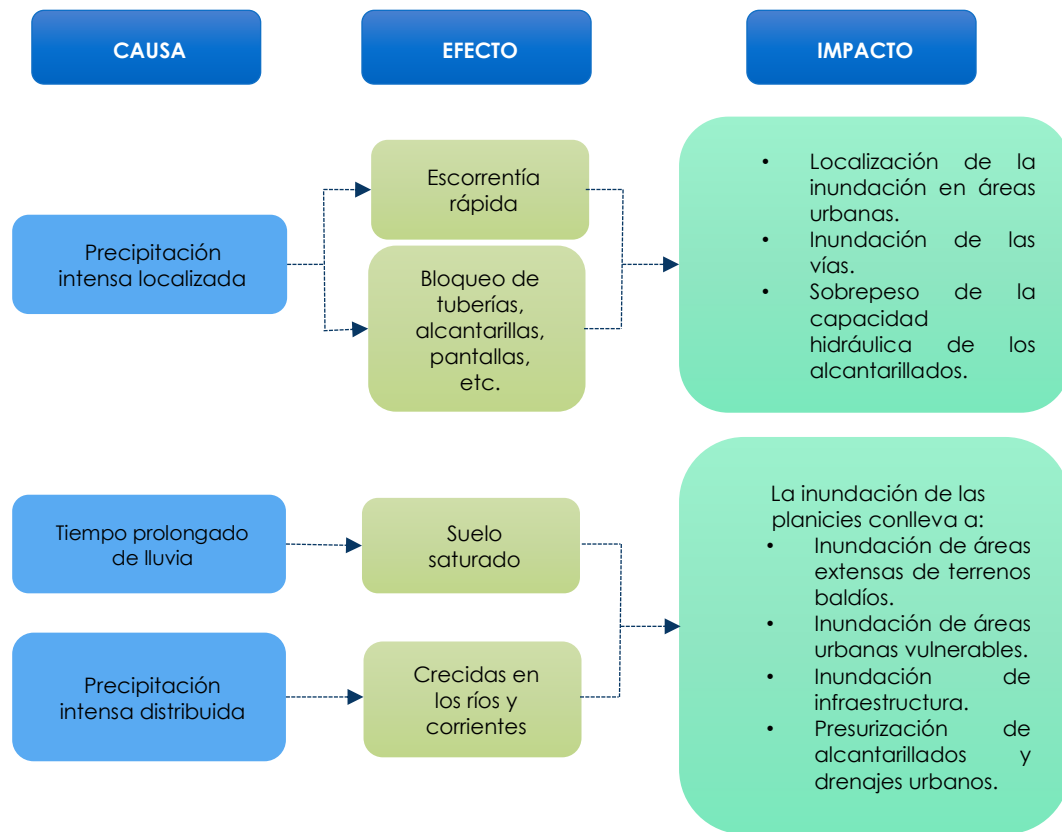 CAUSA
EFECTO
IMPACTO
Precipitación
intensa localizada
Escorrentía
rápida
Bloqueo de
tuberías,
alcantarillas,
pantallas,
etc.
• Localización de la
inundación en áreas
urbanas.
• Inundación de las
vías.
• Sobrepeso de la
capacidad
hidráulica de los
alcantarillados.
Tiempo prolongado
de lluvia
Suelo
saturado
Precipitación
intensa distribuida
Crecidas en
los ríos y
corrientes
La inundación de las
planicies conlleva a:
• Inundación de áreas
extensas de terrenos
baldíos.
• Inundación de áreas
urbanas vulnerables.
• Inundación de
infraestructura.
• Presurización de
alcantarillados y
drenajes urbanos.